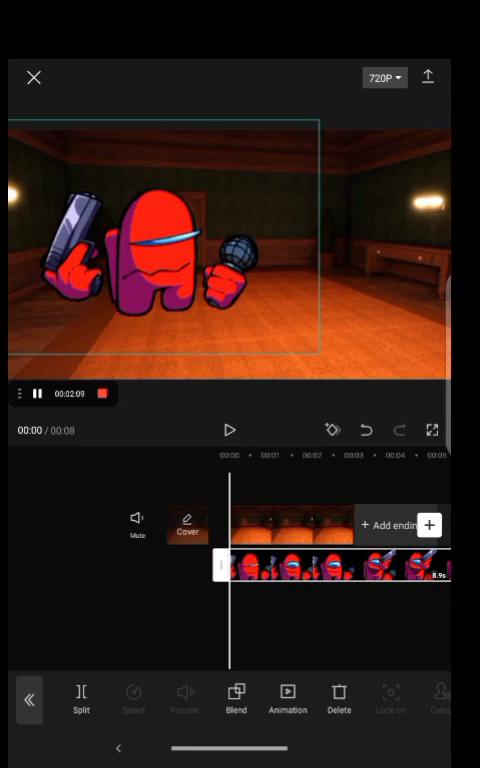 720P
00:02:09
00:00 / 00:08
00:00 00:01 00:02 00:03 00:04 00:05
Mute
Cover
+ Add endin
+
8.9s
Split Speed Volume Blend Animation Delete Lock-on Cutou